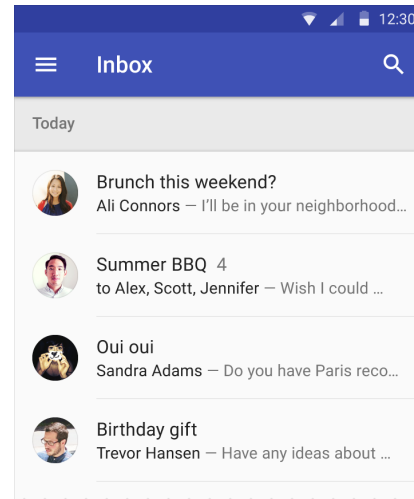 12:30
Inbox
Today
Brunch this weekend?
Ali Connors — I'll be in your neighborhood...
Summer BBQ 4
to Alex, Scott, Jennifer — Wish I could ...
Oui oui
Sandra Adams — Do you have Paris reco...
Birthday gift
Trevor Hansen — Have any ideas about ...